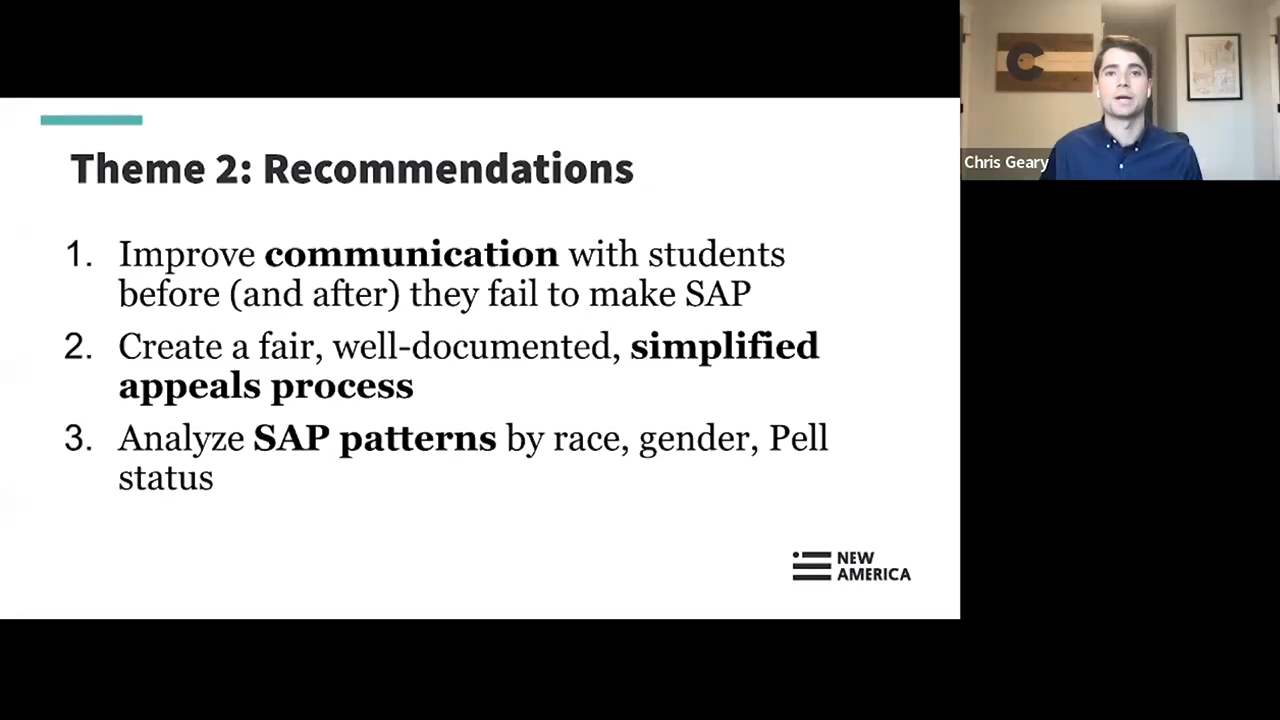 Theme 2: Recommendations
1. Improve communication with students
before (and after) they fail to make SAP
2. Create a fair, well-documented, simplified
appeals process
3. Analyze SAP patterns by race, gender, Pell
status
NEW
AMERICA
Chris Geary